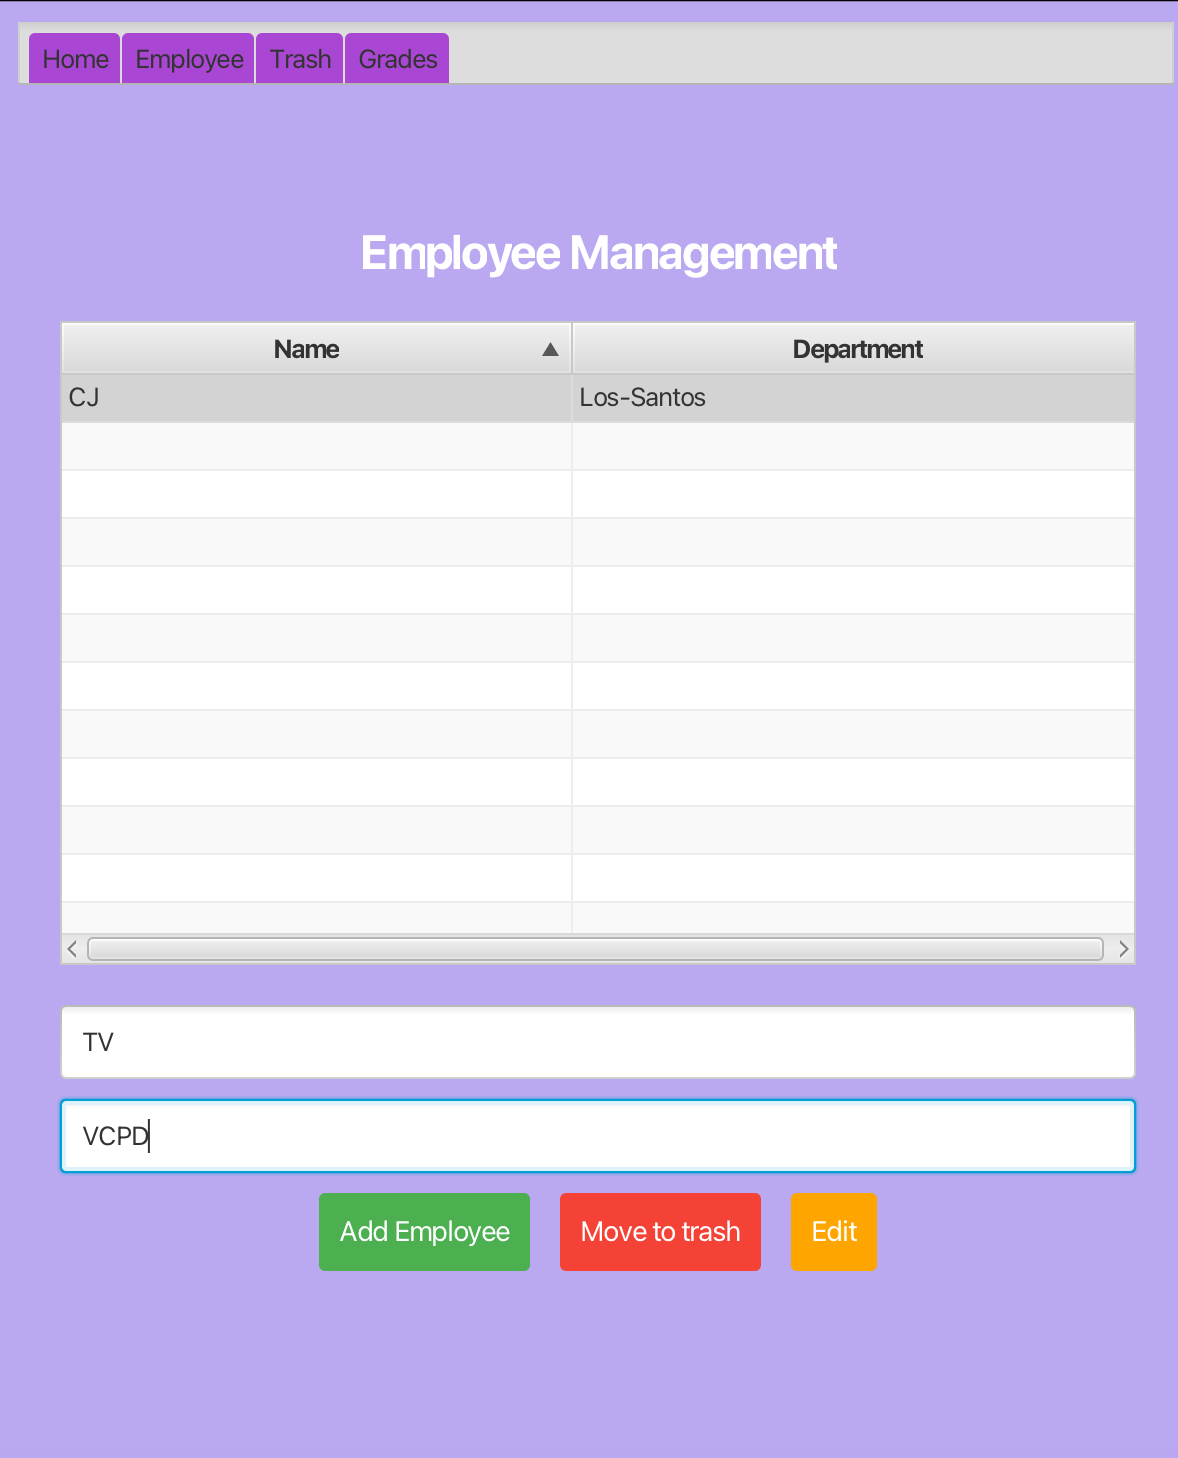 Home Employee Trash Grades
Employee Management
Name Department
CJ Los-Santos
TV
VCPD
Add Employee Move to trash Edit